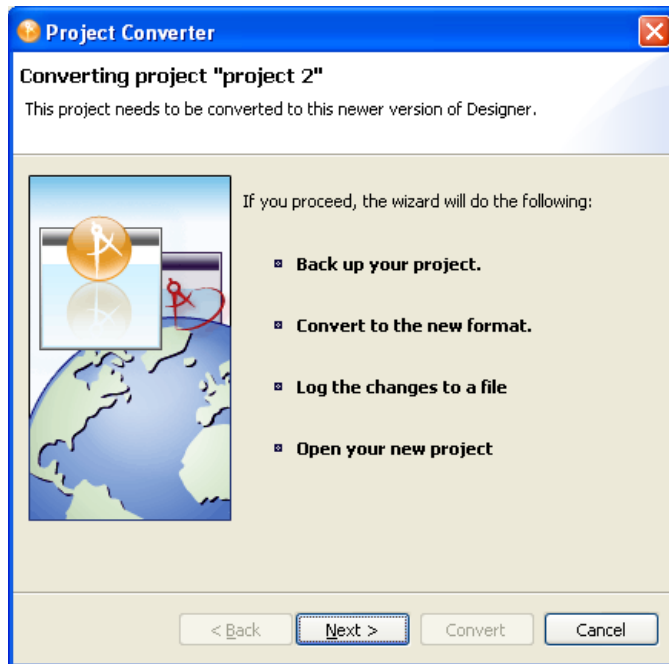 Project Converter
Converting project "project 2"
This project needs to be converted to this newer version of Designer.
If you proceed, the wizard will do the following:
Back up your project.
Convert to the new format.
Log the changes to a file
Open your new project
< Back
Next >
Convert
Cancel